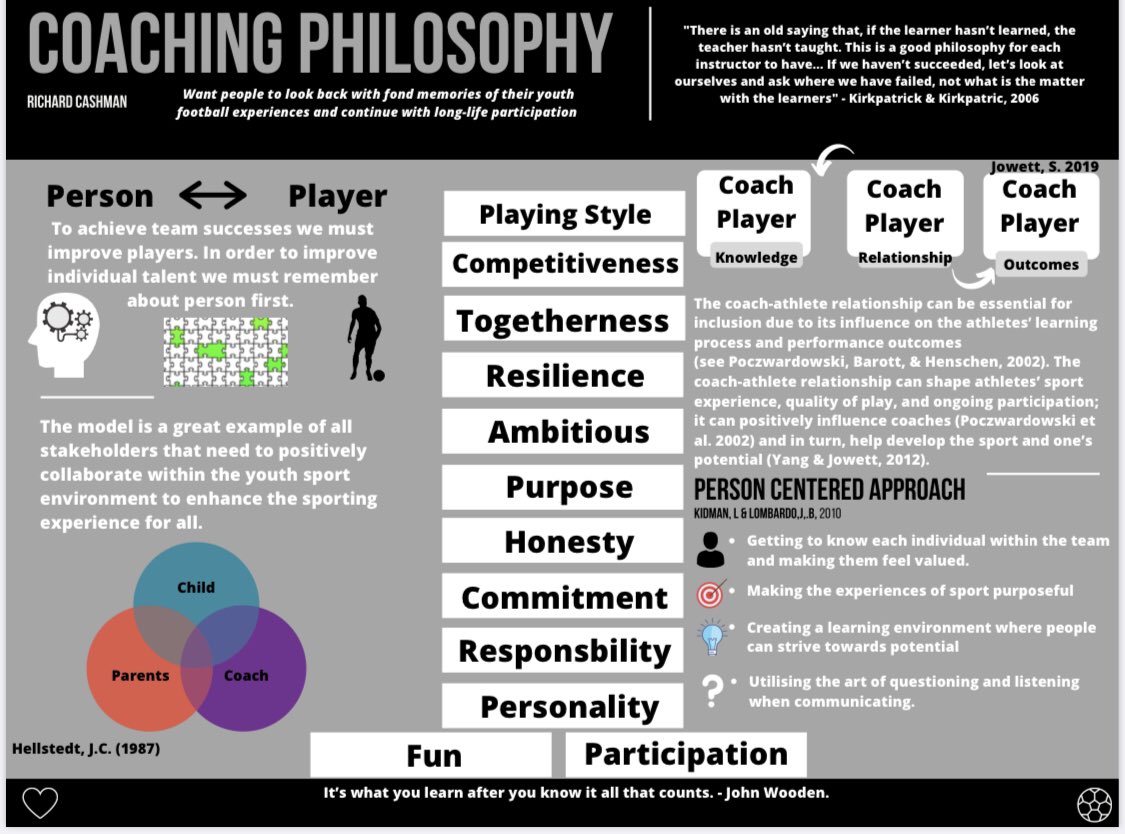 COACHING PHILOSOPHY
RICHARD CASHMAN
Want people to look back with fond memories of their youth
football experiences and continue with long-life participation
"There is an old saying that, if the learner hasn’t learned, the
teacher hasn’t taught. This is a good philosophy for each
instructor to have... If we haven’t succeeded, let’s look at
ourselves and ask where we have failed, not what is the matter
with the learners" - Kirkpatrick & Kirkpatric, 2006
Person
Player
To achieve team successes we must
improve players. In order to improve
individual talent we must remember
about person first.
The model is a great example of all
stakeholders that need to positively
collaborate within the youth sport
environment to enhance the sporting
experience for all.
Child
Parents
Coach
Hellstedt, J.C. (1987)
Playing Style
Competitiveness
Togetherness
Resilience
Ambitious
Purpose
Honesty
Commitment
Responsbility
Personality
Fun
Participation
Jowett, S. 2019
Coach
Player
Knowledge
Coach
Player
Relationship
Coach
Player
Outcomes
The coach-athlete relationship can be essential for
inclusion due to its influence on the athletes’ learning
process and performance outcomes
(see Poczwardowski, Barott, & Henschen, 2002). The
coach-athlete relationship can shape athletes’ sport
experience, quality of play, and ongoing participation;
it can positively influence coaches (Poczwardowski et
al. 2002) and in turn, help develop the sport and one’s
potential (Yang & Jowett, 2012).
PERSON CENTERED APPROACH
KIDMAN, L & LOMBARDO,J,.B, 2010
• Getting to know each individual within the team
and making them feel valued.
• Making the experiences of sport purposeful
• Creating a learning environment where people
can strive towards potential
?
• Utilising the art of questioning and listening
when communicating.
It’s what you learn after you know it all that counts. - John Wooden.